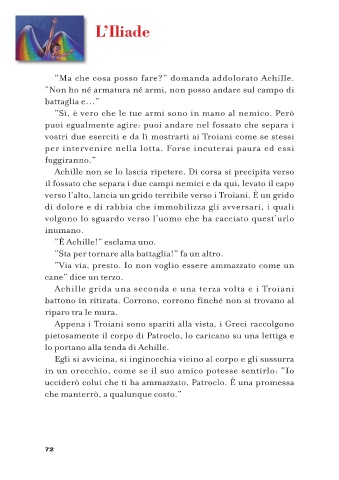 L'Iliade
"Ma che cosa posso fare?" domanda addolorato Achille.
"Non ho né armatura né armi, non posso andare sul campo di
battaglia e…"
"Sì, è vero che le tue armi sono in mano al nemico. Però
puoi egualmente agire: puoi andare nel fossato che separa i
vostri due eserciti e da lì mostrarti ai Troiani come se stessi
per intervenire nella lotta. Forse incuterai paura ed essi
fuggiranno."
Achille non se lo lascia ripetere. Di corsa si precipita verso
il fossato che separa i due campi nemici e da qui, levato il capo
verso l'alto, lancia un grido terribile verso i Troiani. È un grido
di dolore e di rabbia che immobilizza gli avversari, i quali
volgono lo sguardo verso l'uomo che ha cacciato quest'urlo
inumano.
"È Achille!" esclama uno.
"Sta per tornare alla battaglia!" fa un altro.
"Via via, presto. Io non voglio essere ammazzato come un
cane" dice un terzo.
Achille grida una seconda e una terza volta e i Troiani
battono in ritirata. Corrono, corrono finché non si trovano al
riparo tra le mura.
Appena i Troiani sono spariti alla vista, i Greci raccolgono
pietosamente il corpo di Patroclo, lo caricano su una lettiga e
lo portano alla tenda di Achille.
Egli si avvicina, si inginocchia vicino al corpo e gli sussurra
in un orecchio, come se il suo amico potesse sentirlo: "Io
ucciderò colui che ti ha ammazzato, Patroclo. È una promessa
che manterrò, a qualunque costo."
72